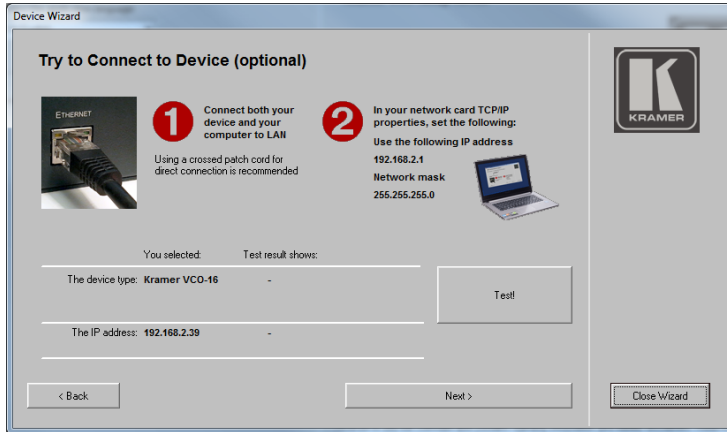 Device Wizard
Try to Connect to Device (optional)
ETHERNET
1
Connect both your
device and your
computer to LAN
Using a crossed patch cord for
direct connection is recommended
2
In your network card TCP/IP
properties, set the following:
Use the following IP address
192.168.2.1
Network mask
255.255.255.0
K
KRAMER
You selected: Test result shows:
The device type: Kramer VCO-16 -
Test!
The IP address: 192.168.2.39 -
< Back
Next >
Close Wizard